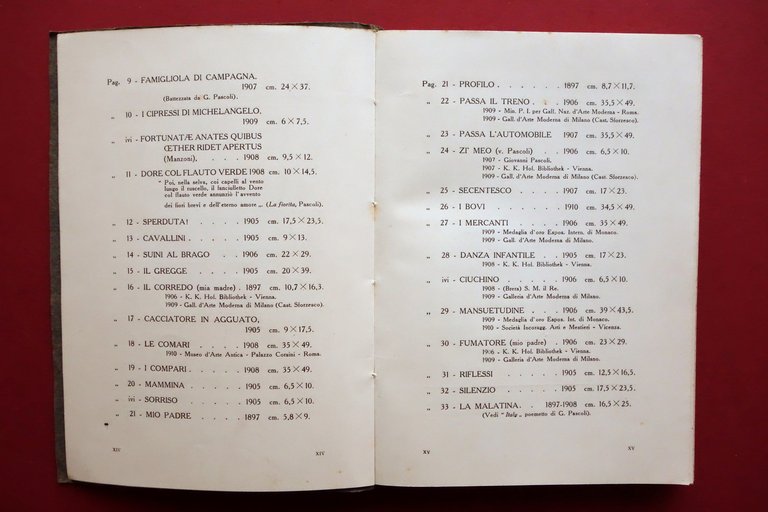 Pag. 9 - FAMIGLIOLA DI CAMPAGNA.
1907 cm. 24 × 37.
(Battezzata da G. Pascoli.)
„ 10 - I CIPRESSI DI MICHELANGELO.
1909 cm. 6 × 7,5.
„ ivi - FORTUNATÆ ANATES QUIBUS
ŒTHER RIDET APERTUS
(Manzoni). . . . 1908 cm. 9,5 × 12.
„ 11 - DORE COL FLAUTO VERDE 1908 cm. 10 × 14,5.
" Poi, nella selva, coi capelli al vento
lungo il ruscello, il fanciulletto Dore
col flauto verde annunziò l'avvento
dei fiori brevi e dell'eterno amore „. (La fiorita, Pascoli).
„ 12 - SPERDUTA! . . . . 1905 cm. 17,5 × 23,5.
„ 13 - CAVALLINI. . . . . 1905 cm. 9 × 13.
„ 14 - SUINI AL BRAGO . . 1906 cm. 22 × 29.
„ 15 - IL GREGGE . . . . 1905 cm. 20 × 39.
„ 16 - IL CORREDO (mia madre) . 1897 cm. 10,7 × 16,3.
1906 - K. K. Hof. Bibliothek - Vienna.
1909 - Gall. d'Arte Moderna di Milano (Cast. Sforzesco).
„ 17 - CACCIATORE IN AGGUATO,
1905 cm. 9 × 17,5.
„ 18 - LE COMARI . . . . 1908 cm. 35 × 49.
1910 - Museo d'Arte Antica - Palazzo Corsini - Roma.
„ 19 - I COMPARI . . . . 1908 cm. 35 × 49.
„ 20 - MAMMINA . . . . 1905 cm. 6,5 × 10.
„ ivi - SORRISO . . . . 1905 cm. 6,5 × 10.
„ 21 - MIO PADRE . . . . 1897 cm. 5,8 × 9.
XIV XIV
Pag. 21 - PROFILO . . . . . . 1897 cm. 8,7 × 11,7.
„ 22 - PASSA IL TRENO . . 1906 cm. 35,5 × 49.
1909 - Min. P. I. per Gall. Naz. d'Arte Moderna - Roma.
1909 - Gall. d'Arte Moderna di Milano (Cast. Sforzesco).
„ 23 - PASSA L'AUTOMOBILE 1907 cm. 35,5 × 49.
„ 24 - ZI' MEO (v. Pascoli) . . . 1906 cm. 6,5 × 10.
1907 - Giovanni Pascoli.
1907 - K. K. Hof. Bibliothek - Vienna.
1909 - Gall. d'Arte Moderna di Milano (Cast. Sforzesco).
„ 25 - SECENTESCO . . . . 1907 cm. 17 × 23.
„ 26 - I BOVI . . . . . . 1910 cm. 34,5 × 49.
„ 27 - I MERCANTI . . . . 1906 cm. 35 × 49.
1909 - Medaglia d'oro Espos. Intern. di Monaco.
1909 - Gall. d'Arte Moderna di Milano.
„ 28 - DANZA INFANTILE . . 1905 cm. 17 × 23.
1908 - K. K. Hof. Bibliothek - Vienna.
„ ivi - CIUCHINO . . . . . 1906 cm. 6,5 × 10.
1908 - (Brera) S. M. il Re.
1909 - Galleria d'Arte Moderna di Milano.
„ 29 - MANSUETUDINE . . . 1909 cm. 39 × 43,5.
1909 - Medaglia d'oro Espos. Int. di Monaco.
1910 - Società Incoragg. Arti e Mestieri - Vicenza.
„ 30 - FUMATORE (mio padre) . . 1906 cm. 23 × 29.
1906 - K. K. Hof. Bibliothek - Vienna.
1909 - Galleria d'Arte Moderna di Milano.
„ 31 - RIFLESSI . . . . . 1905 cm. 12,5 × 16,5.
„ 32 - SILENZIO . . . . . 1905 cm. 17,5 × 23,5.
„ 33 - LA MALATINA. . . 1897-1908 cm. 16,5 × 25.
(Vedi " Italy „ poemetto di G. Pascoli).
XV XV